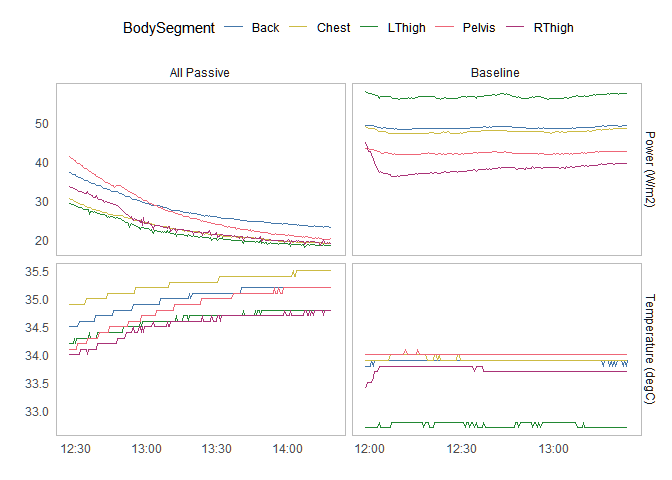 BodySegment Back Chest LThigh Pelvis RThigh
All Passive Baseline
50
40
30
20
Power (W/m2)
35.5
35.0
34.5
34.0
33.5
33.0
Temperature (degC)
12:30 13:00 13:30 14:00 12:00 12:30 13:00